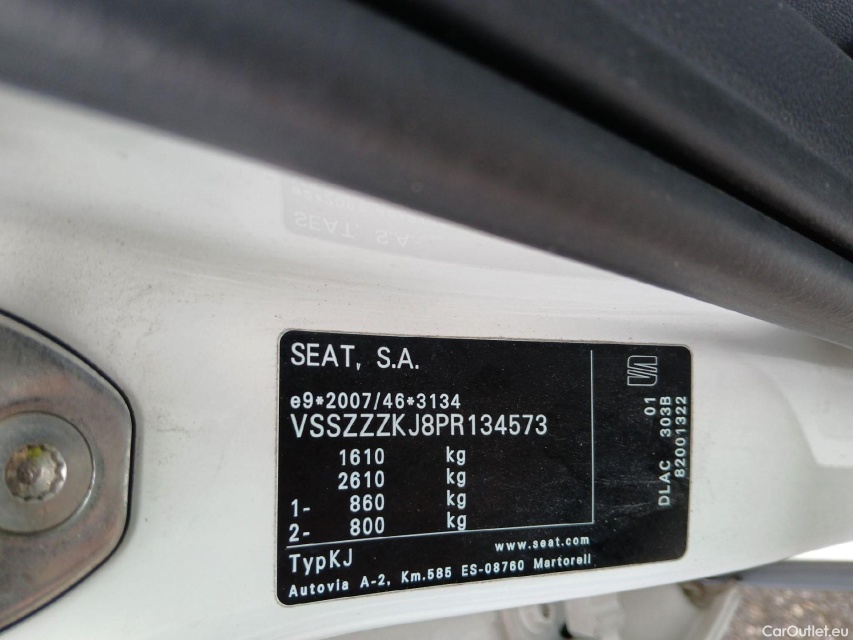 SEAT, S.A.
e9*2007/46*3134
VSSZZZKJ8PR134573
1610 kg
2610 kg
1- 860 kg
2- 800 kg
01
DLAC 303B
82001322
www.seat.com
TypKJ
Autovia A-2, Km.585 ES-08760 Martorell
SEAT, S.A.
CarOutlet.eu